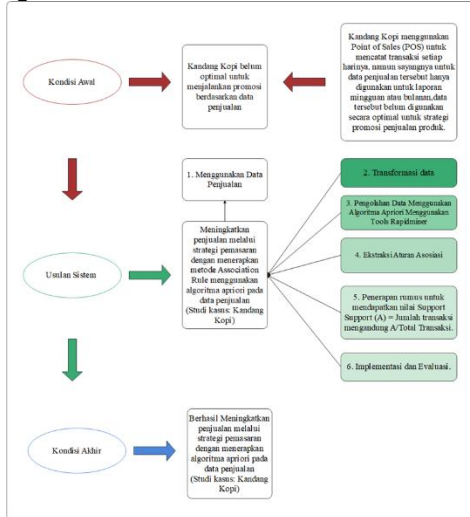 Kondisi Awal
Kandang Kopi belum
optimal untuk
menjalankan promosi
berdasarkan data
penjualan
Kandang Kopi menggunakan
Point of Sales (POS) untuk
mencatat transaksi setiap
harinya, namun sayangnya untuk
data penjualan tersebut hanya
digunakan untuk laporan
mingguan atau bulanan,data
tersebut belum digunakan
secara optimal untuk strategi
promosi penjualan produk.
1. Menggunakan Data
Penjualan
Usulan Sistem
Meningkatkan
penjualan melalui
strategi pemasaran
dengan menerapkan
metode Association
Rule menggunakan
algoritma apriori pada
data penjualan
(Studi kasus: Kandang
Kopi)
2. Transformasi data
3. Pengolahan Data Menggunakan
Algoritma Apriori Menggunakan
Tools Rapidminer
4. Ekstraksi Aturan Asosiasi
5. Penerapan rumus untuk
mendapatkan nilai Support
Support (A) = Jumlah transaksi
mengandung A/Total Transaksi.
6. Implementasi dan Evaluasi.
Kondisi Akhir
Berhasil Meningkatkan
penjualan melalui
strategi pemasaran
dengan menerapkan
algoritma apriori pada
data penjualan
(Studi kasus: Kandang
Kopi)